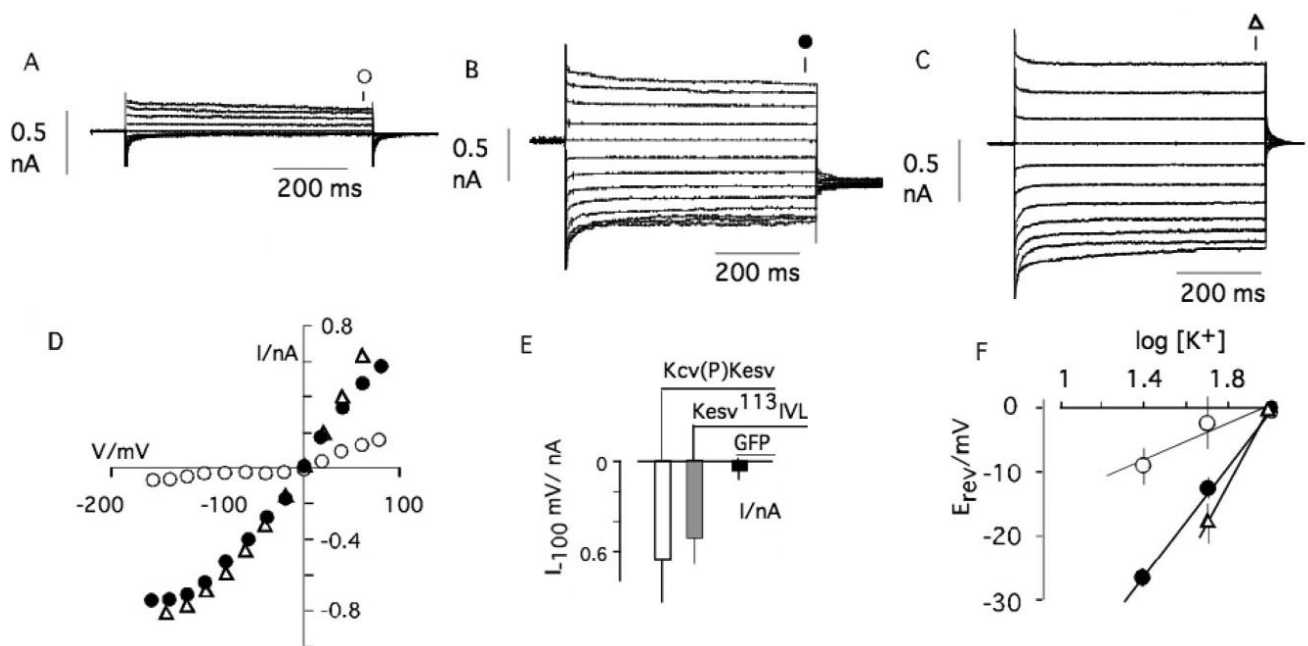 A
0.5
nA
200 ms
B
0.5
nA
200 ms
C
0.5
nA
200 ms
D
I/nA
0.8
V/mV
-200
-100
100
-0.4
-0.8
E
Kcv(P)Kesv
Kesv¹¹³IVL
GFP
0
I/nA
0.6
I-100 mV/ nA
F
log [K⁺]
1
1.4
1.8
0
-10
-20
-30
Erev/mV